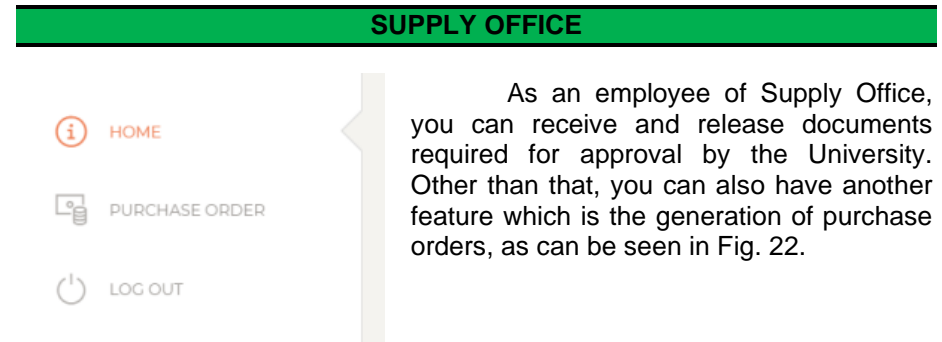 SUPPLY OFFICE
HOME
PURCHASE ORDER
LOG OUT
As an employee of Supply Office,
you can receive and release documents
required for approval by the University.
Other than that, you can also have another
feature which is the generation of purchase
orders, as can be seen in Fig. 22.